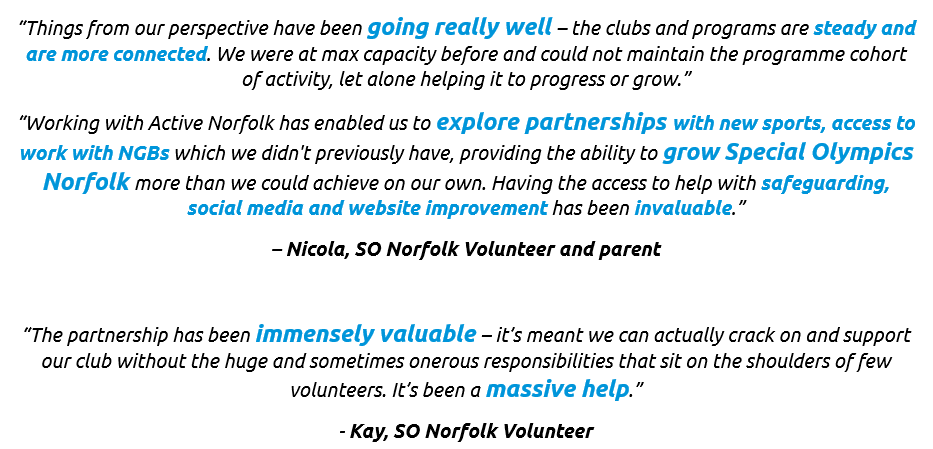 “Things from our perspective have been going really well – the clubs and programs are steady and
are more connected. We were at max capacity before and could not maintain the programme cohort
of activity, let alone helping it to progress or grow.”
“Working with Active Norfolk has enabled us to explore partnerships with new sports, access to
work with NGBs which we didn't previously have, providing the ability to grow Special Olympics
Norfolk more than we could achieve on our own. Having the access to help with safeguarding,
social media and website improvement has been invaluable.”
– Nicola, SO Norfolk Volunteer and parent
“The partnership has been immensely valuable – it’s meant we can actually crack on and support
our club without the huge and sometimes onerous responsibilities that sit on the shoulders of few
volunteers. It’s been a massive help.”
- Kay, SO Norfolk Volunteer